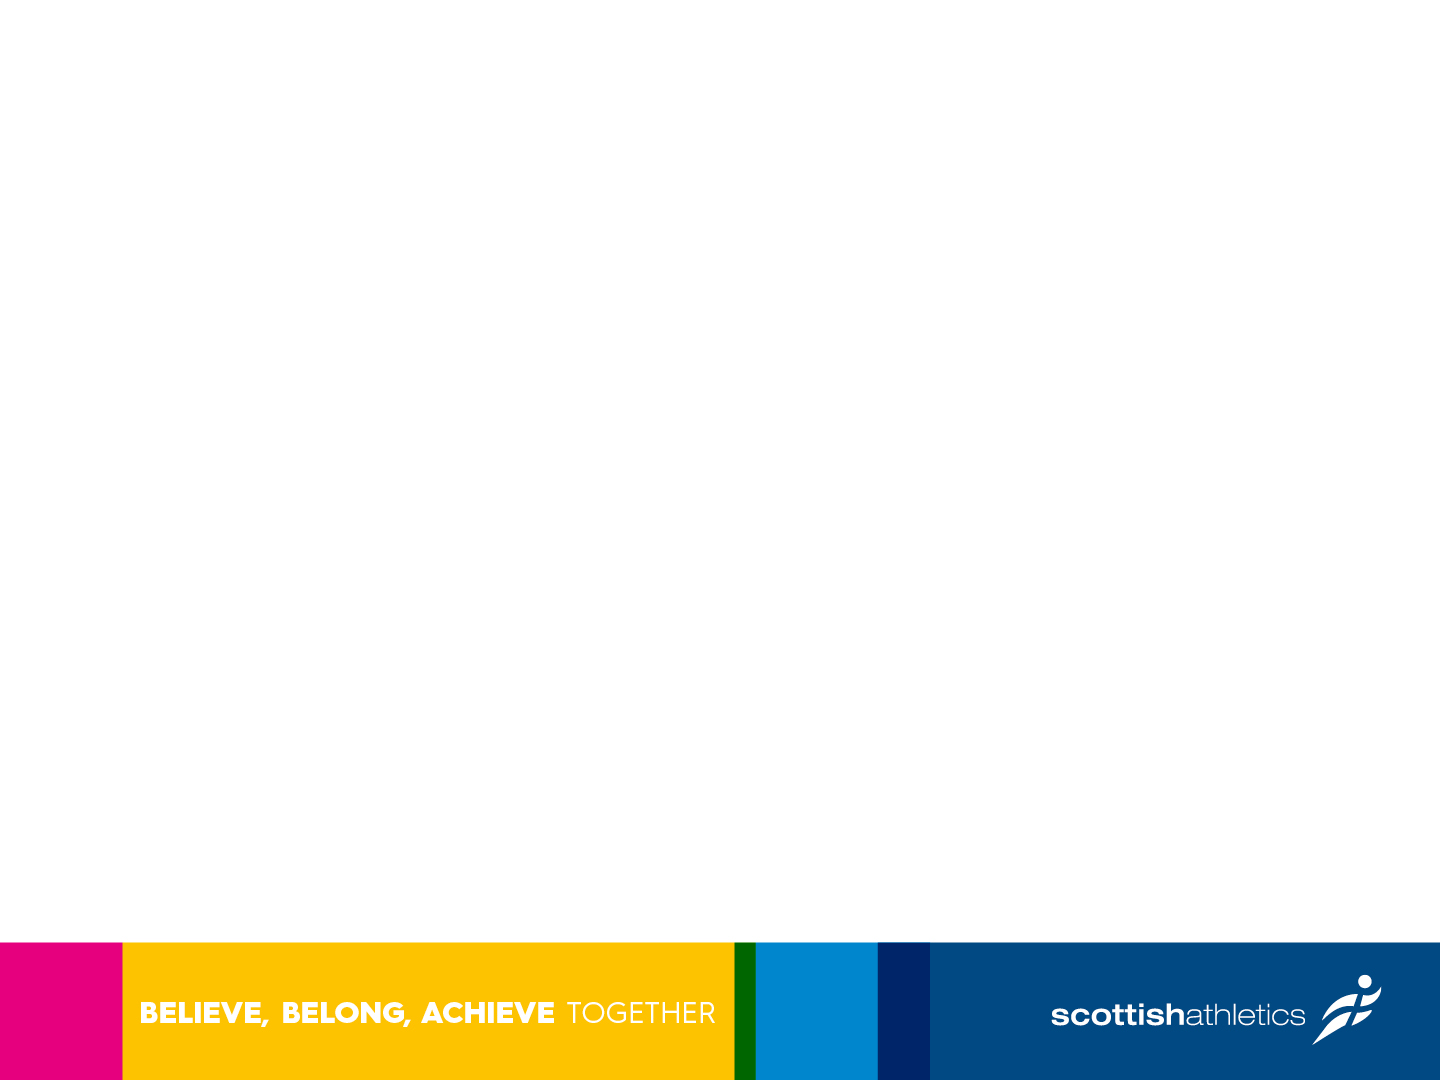 BELIEVE, BELONG, ACHIEVE TOGETHER
scottishathletics